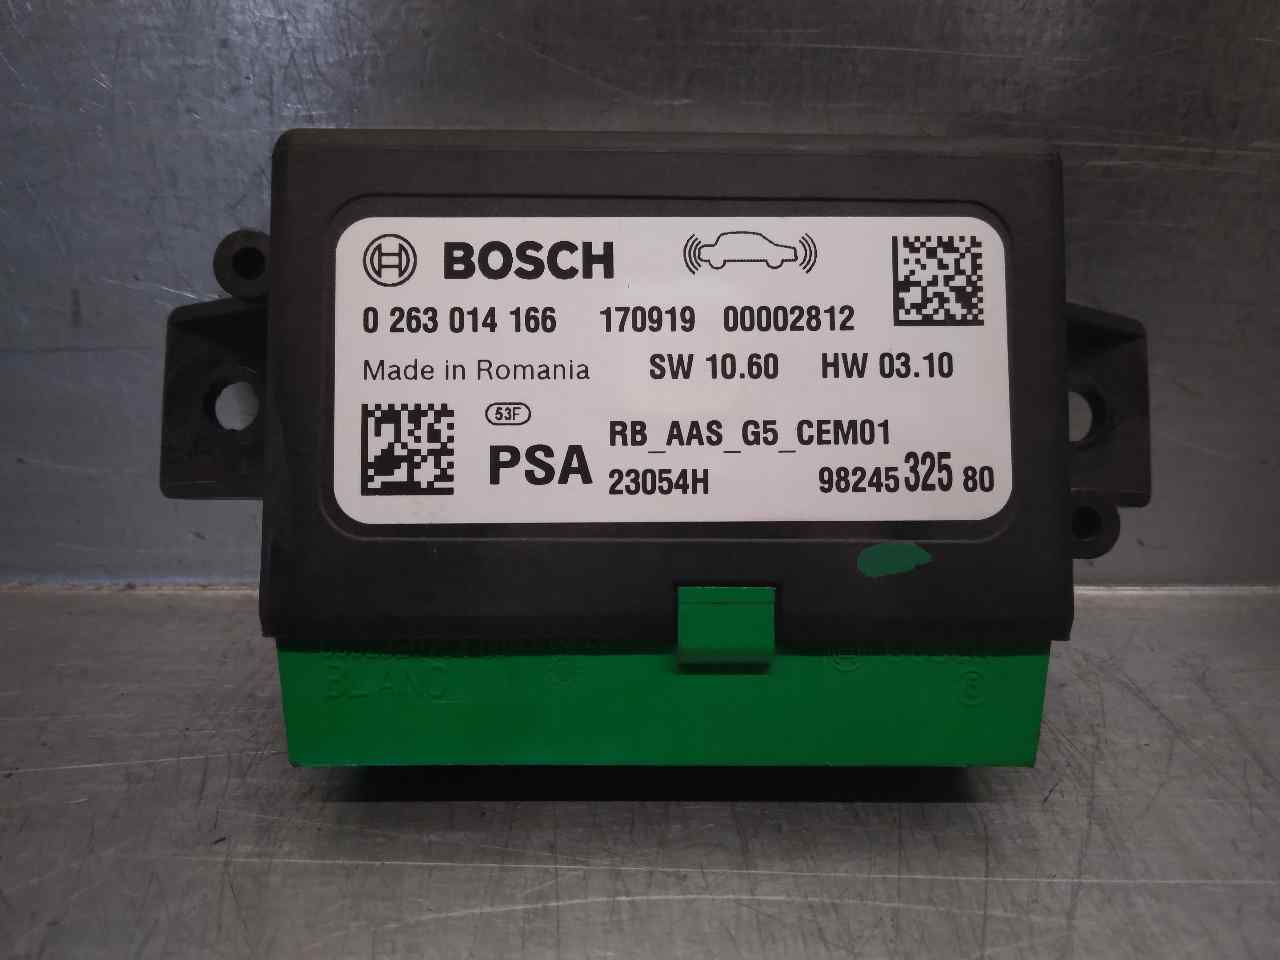 BOSCH
0 263 014 166 170919 00002812
Made in Romania SW 10.60 HW 03.10
53F
RB_AAS_G5_CEM01
PSA 23054H 98245 325 80
BLANC